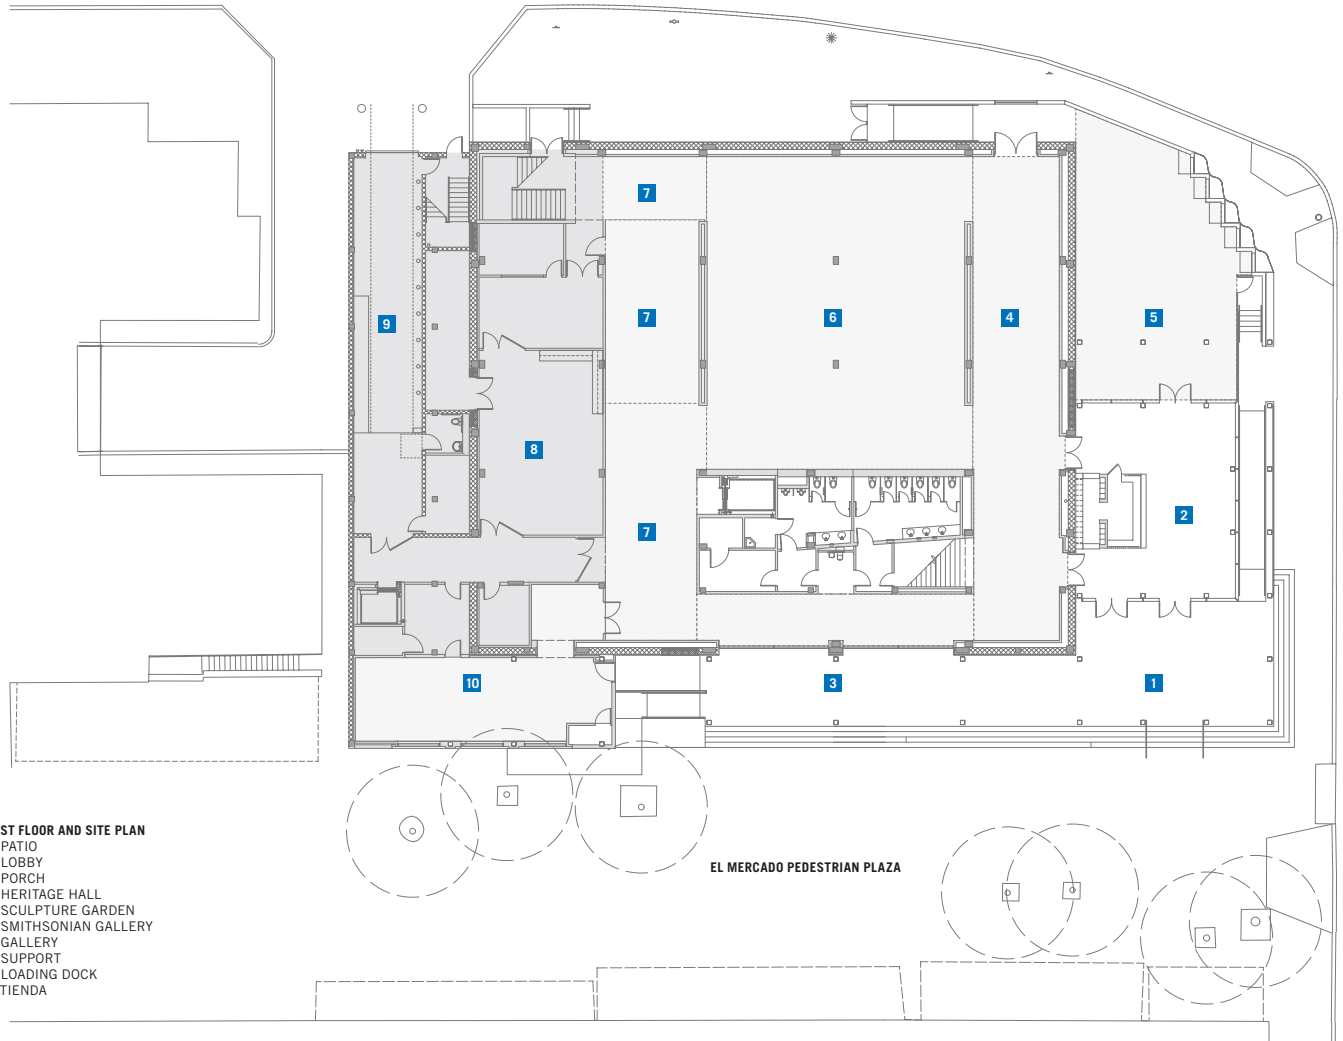 7
7
6
4
5
9
8
2
7
10
3
1
ST FLOOR AND SITE PLAN
PATIO
LOBBY
PORCH
HERITAGE HALL
SCULPTURE GARDEN
SMITHSONIAN GALLERY
GALLERY
SUPPORT
LOADING DOCK
TIENDA
EL MERCADO PEDESTRIAN PLAZA